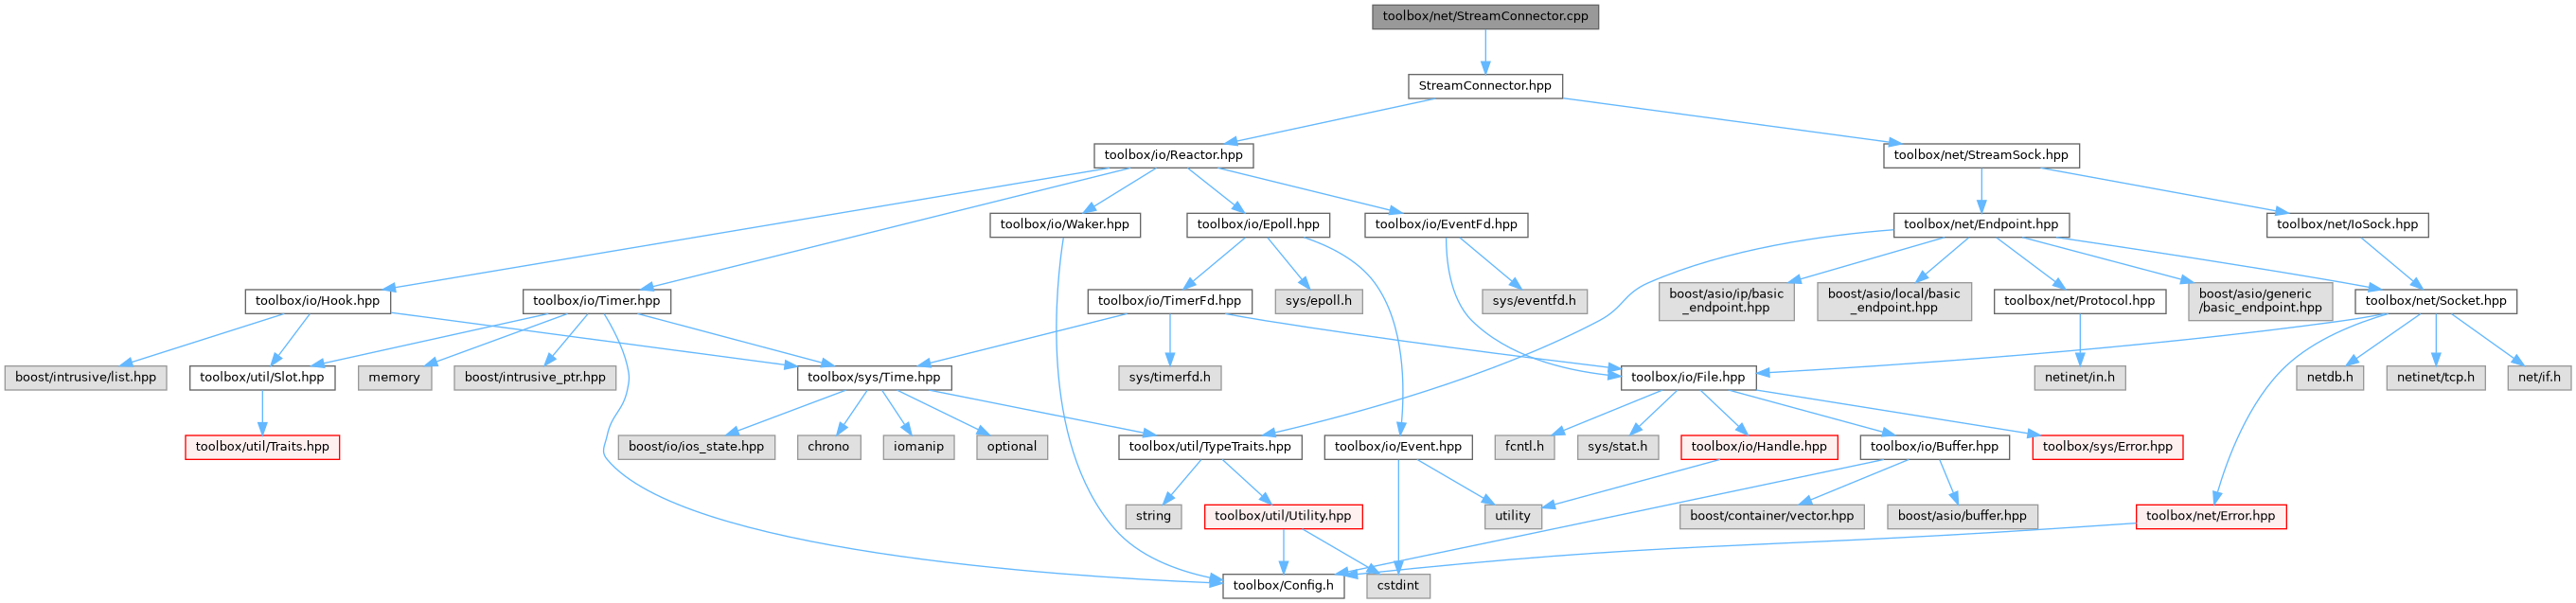 toolbox/net/StreamConnector.cpp
StreamConnector.hpp
toolbox/io/Reactor.hpp
toolbox/net/StreamSock.hpp
toolbox/io/Waker.hpp
toolbox/io/Epoll.hpp
toolbox/io/EventFd.hpp
toolbox/net/Endpoint.hpp
toolbox/net/IoSock.hpp
toolbox/io/Hook.hpp
toolbox/io/Timer.hpp
toolbox/io/TimerFd.hpp
sys/epoll.h
sys/eventfd.h
boost/asio/ip/basic
_endpoint.hpp
boost/asio/local/basic
_endpoint.hpp
toolbox/net/Protocol.hpp
boost/asio/generic
/basic_endpoint.hpp
toolbox/net/Socket.hpp
boost/intrusive/list.hpp
toolbox/util/Slot.hpp
memory
boost/intrusive_ptr.hpp
toolbox/sys/Time.hpp
sys/timerfd.h
toolbox/io/File.hpp
netinet/in.h
netdb.h
netinet/tcp.h
net/if.h
toolbox/util/Traits.hpp
boost/io/ios_state.hpp
chrono
iomanip
optional
toolbox/util/TypeTraits.hpp
toolbox/io/Event.hpp
fcntl.h
sys/stat.h
toolbox/io/Handle.hpp
toolbox/io/Buffer.hpp
toolbox/sys/Error.hpp
string
toolbox/util/Utility.hpp
utility
boost/container/vector.hpp
boost/asio/buffer.hpp
toolbox/net/Error.hpp
toolbox/Config.h
cstdint